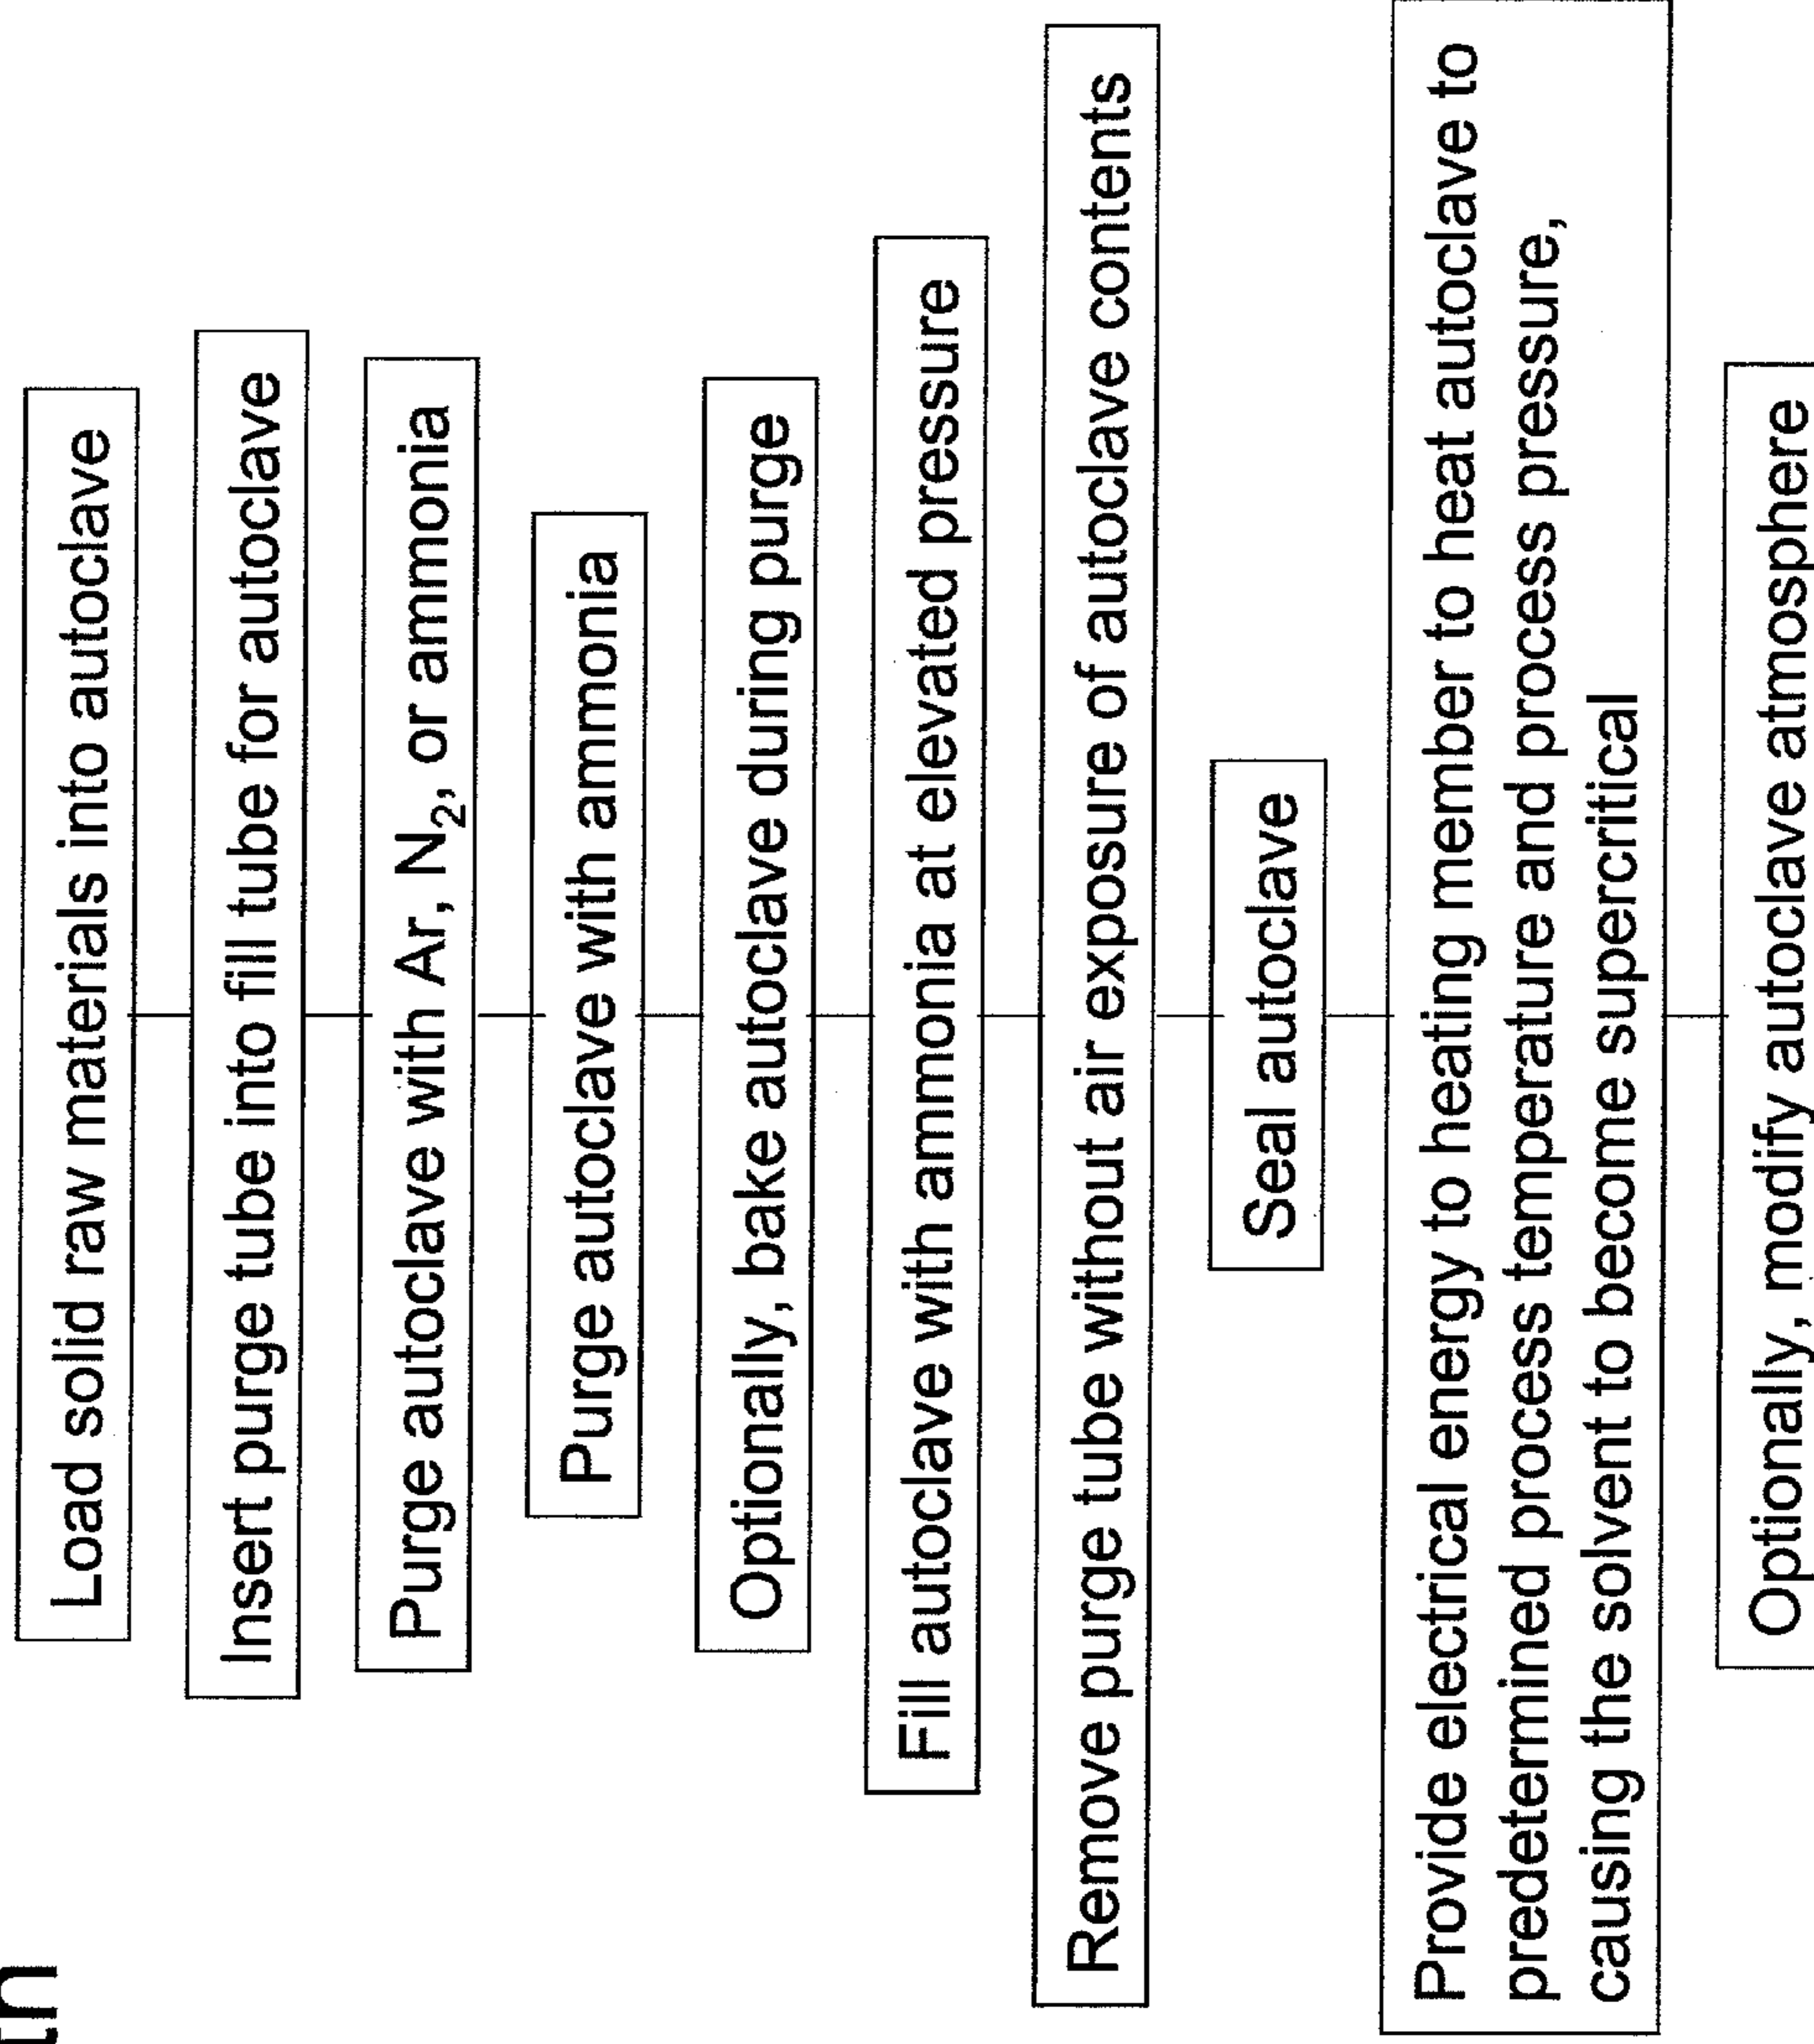 Load solid raw materials into autoclave
Insert purge tube into fill tube for autoclave
Purge autoclave with Ar, N₂, or ammonia
Purge autoclave with ammonia
Optionally, bake autoclave during purge
Fill autoclave with ammonia at elevated pressure
Remove purge tube without air exposure of autoclave contents
Seal autoclave
Provide electrical energy to heating member to heat autoclave to
predetermined process temperature and process pressure,
causing the solvent to become supercritical
Optionally, modify autoclave atmosphere